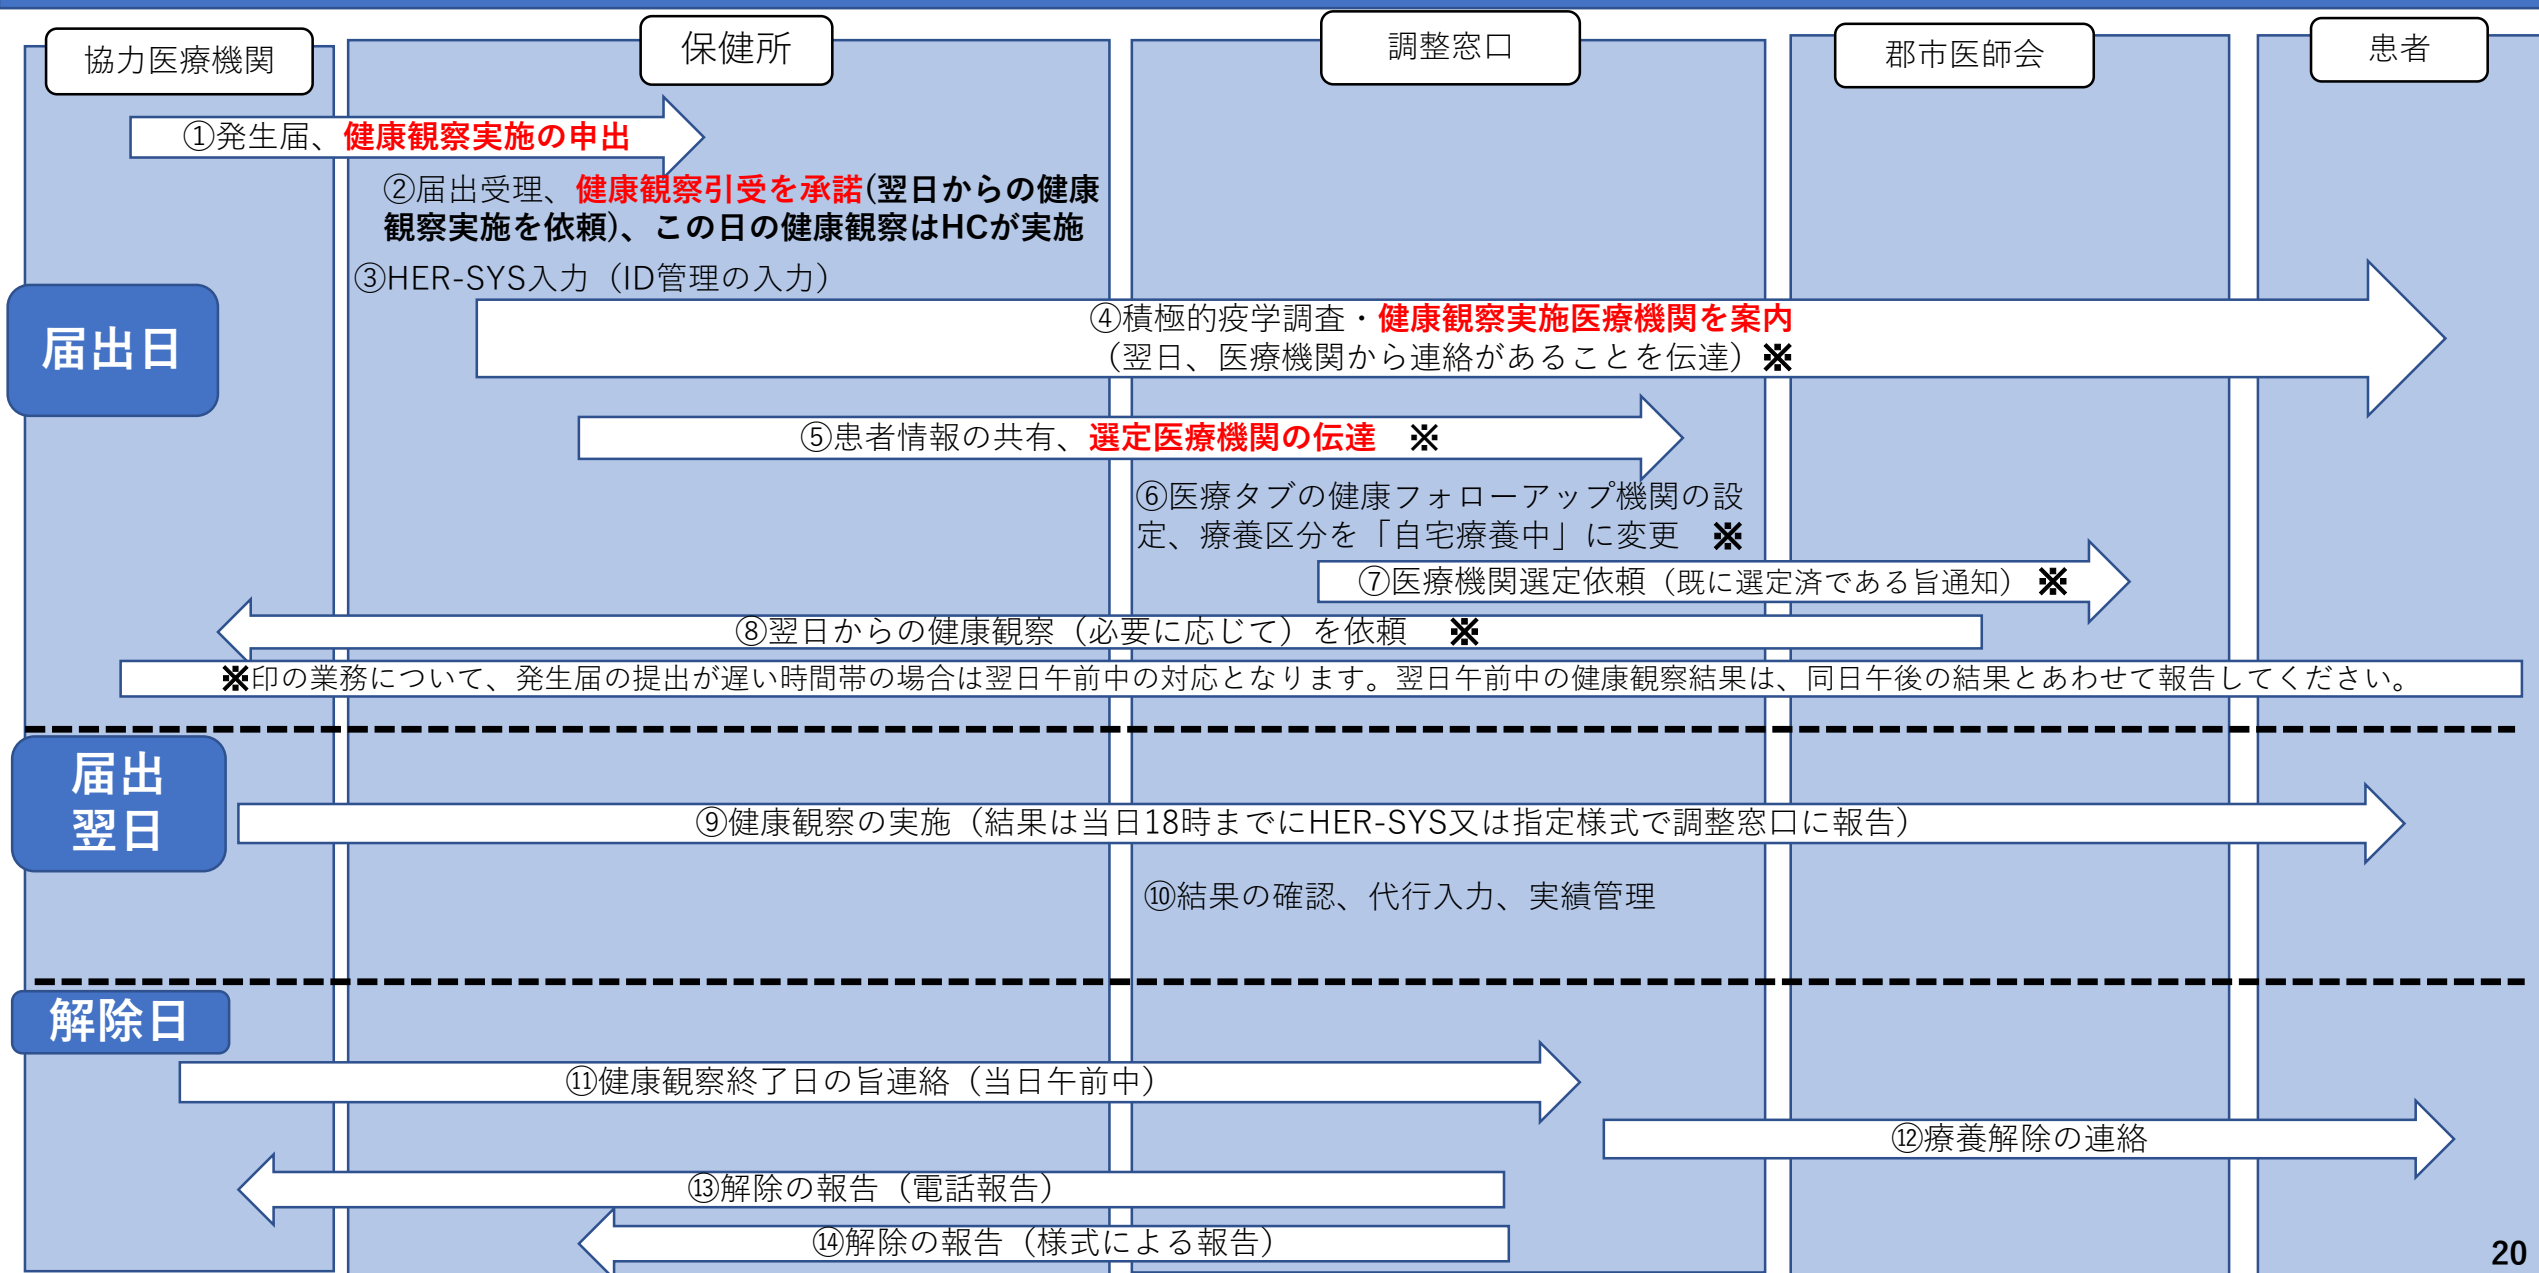 協力医療機関
保健所
調整窓口
郡市医師会
患者
①発生届、健康観察実施の申出
②届出受理、健康観察引受を承諾(翌日からの健康
観察実施を依頼)、この日の健康観察はHCが実施
③HER-SYS入力（ID管理の入力）
届出日
④積極的疫学調査・健康観察実施医療機関を案内
（翌日、医療機関から連絡があることを伝達）※
⑤患者情報の共有、選定医療機関の伝達　※
⑥医療タブの健康フォローアップ機関の設
定、療養区分を「自宅療養中」に変更　※
⑦医療機関選定依頼（既に選定済である旨通知）※
⑧翌日からの健康観察（必要に応じて）を依頼　※
※印の業務について、発生届の提出が遅い時間帯の場合は翌日午前中の対応となります。翌日午前中の健康観察結果は、同日午後の結果とあわせて報告してください。
届出
翌日
⑨健康観察の実施（結果は当日18時までにHER-SYS又は指定様式で調整窓口に報告）
⑩結果の確認、代行入力、実績管理
解除日
⑪健康観察終了日の旨連絡（当日午前中）
⑫療養解除の連絡
⑬解除の報告（電話報告）
⑭解除の報告（様式による報告）
20